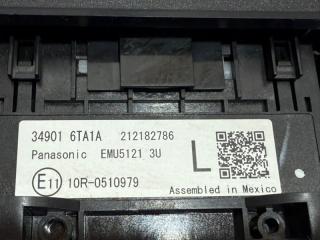 34901 6TA1A 212182786
Panasonic EMU5121 3U
L
E11 10R-0510979
Assembled in Mexico